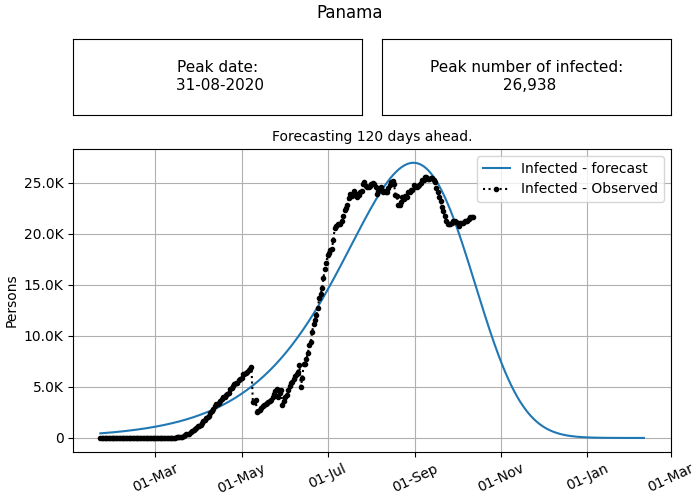 Panama
Peak date:
31-08-2020
Peak number of infected:
26,938
Forecasting 120 days ahead.
Infected - forecast
Infected - Observed
Persons
25.0K
20.0K
15.0K
10.0K
5.0K
0
01-Mar
01-May
01-Jul
01-Sep
01-Nov
01-Jan
01-Mar